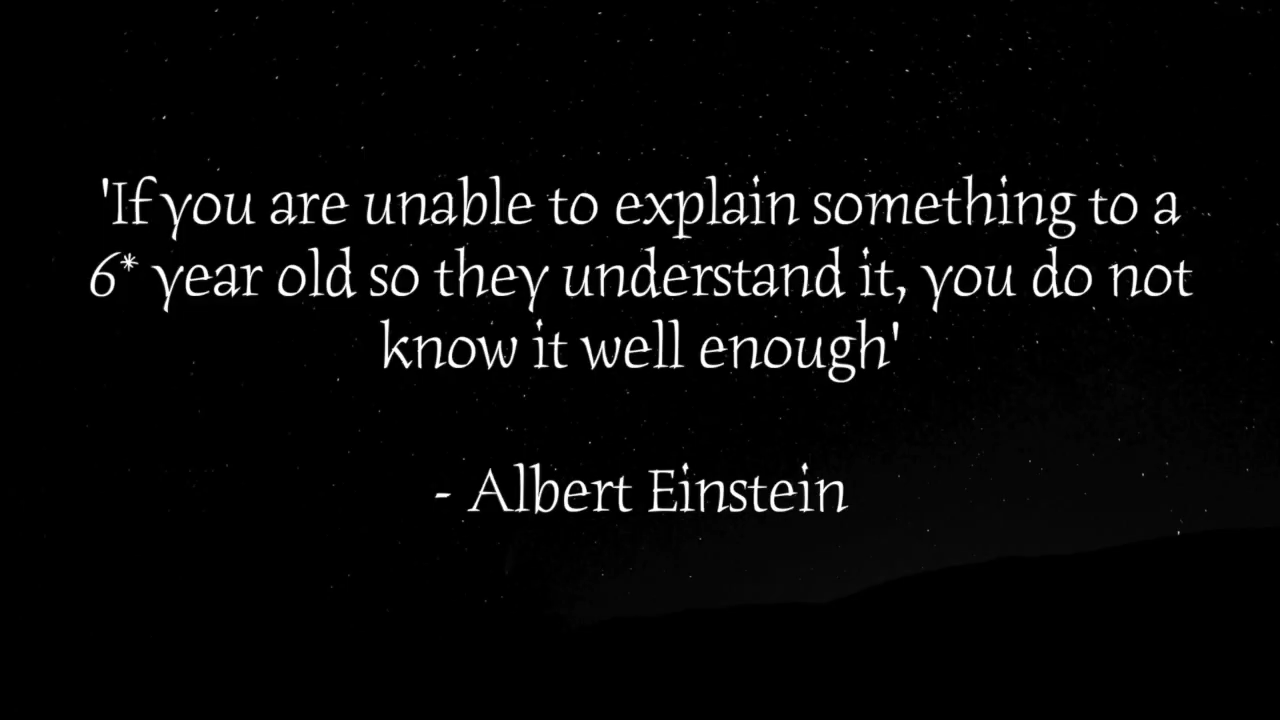 'If you are unable to explain something to a
6* year old so they understand it, you do not
know it well enough'
- Albert Einstein